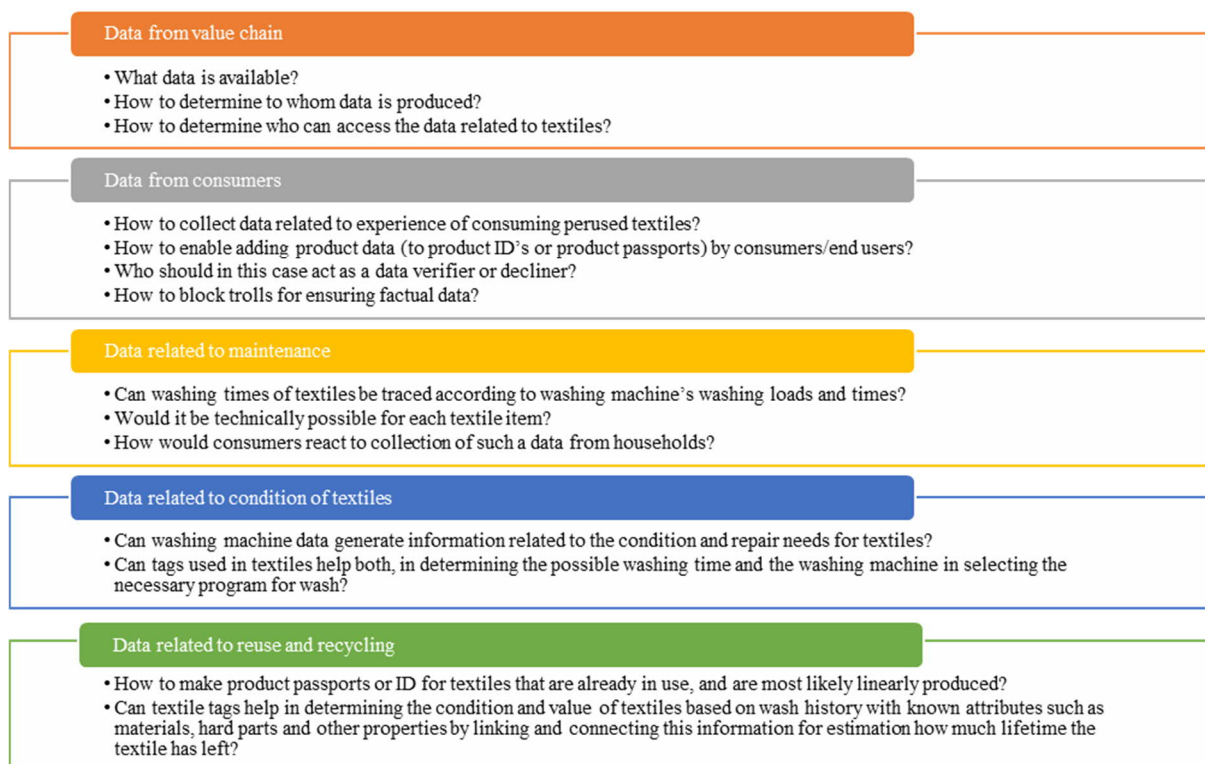 Data from value chain
• What data is available?
• How to determine to whom data is produced?
• How to determine who can access the data related to textiles?
Data from consumers
• How to collect data related to experience of consuming perused textiles?
• How to enable adding product data (to product ID’s or product passports) by consumers/end users?
• Who should in this case act as a data verifier or decliner?
• How to block trolls for ensuring factual data?
Data related to maintenance
• Can washing times of textiles be traced according to washing machine’s washing loads and times?
• Would it be technically possible for each textile item?
• How would consumers react to collection of such a data from households?
Data related to condition of textiles
• Can washing machine data generate information related to the condition and repair needs for textiles?
• Can tags used in textiles help both, in determining the possible washing time and the washing machine in selecting the
necessary program for wash?
Data related to reuse and recycling
• How to make product passports or ID for textiles that are already in use, and are most likely linearly produced?
• Can textile tags help in determining the condition and value of textiles based on wash history with known attributes such as
materials, hard parts and other properties by linking and connecting this information for estimation how much lifetime the
textile has left?